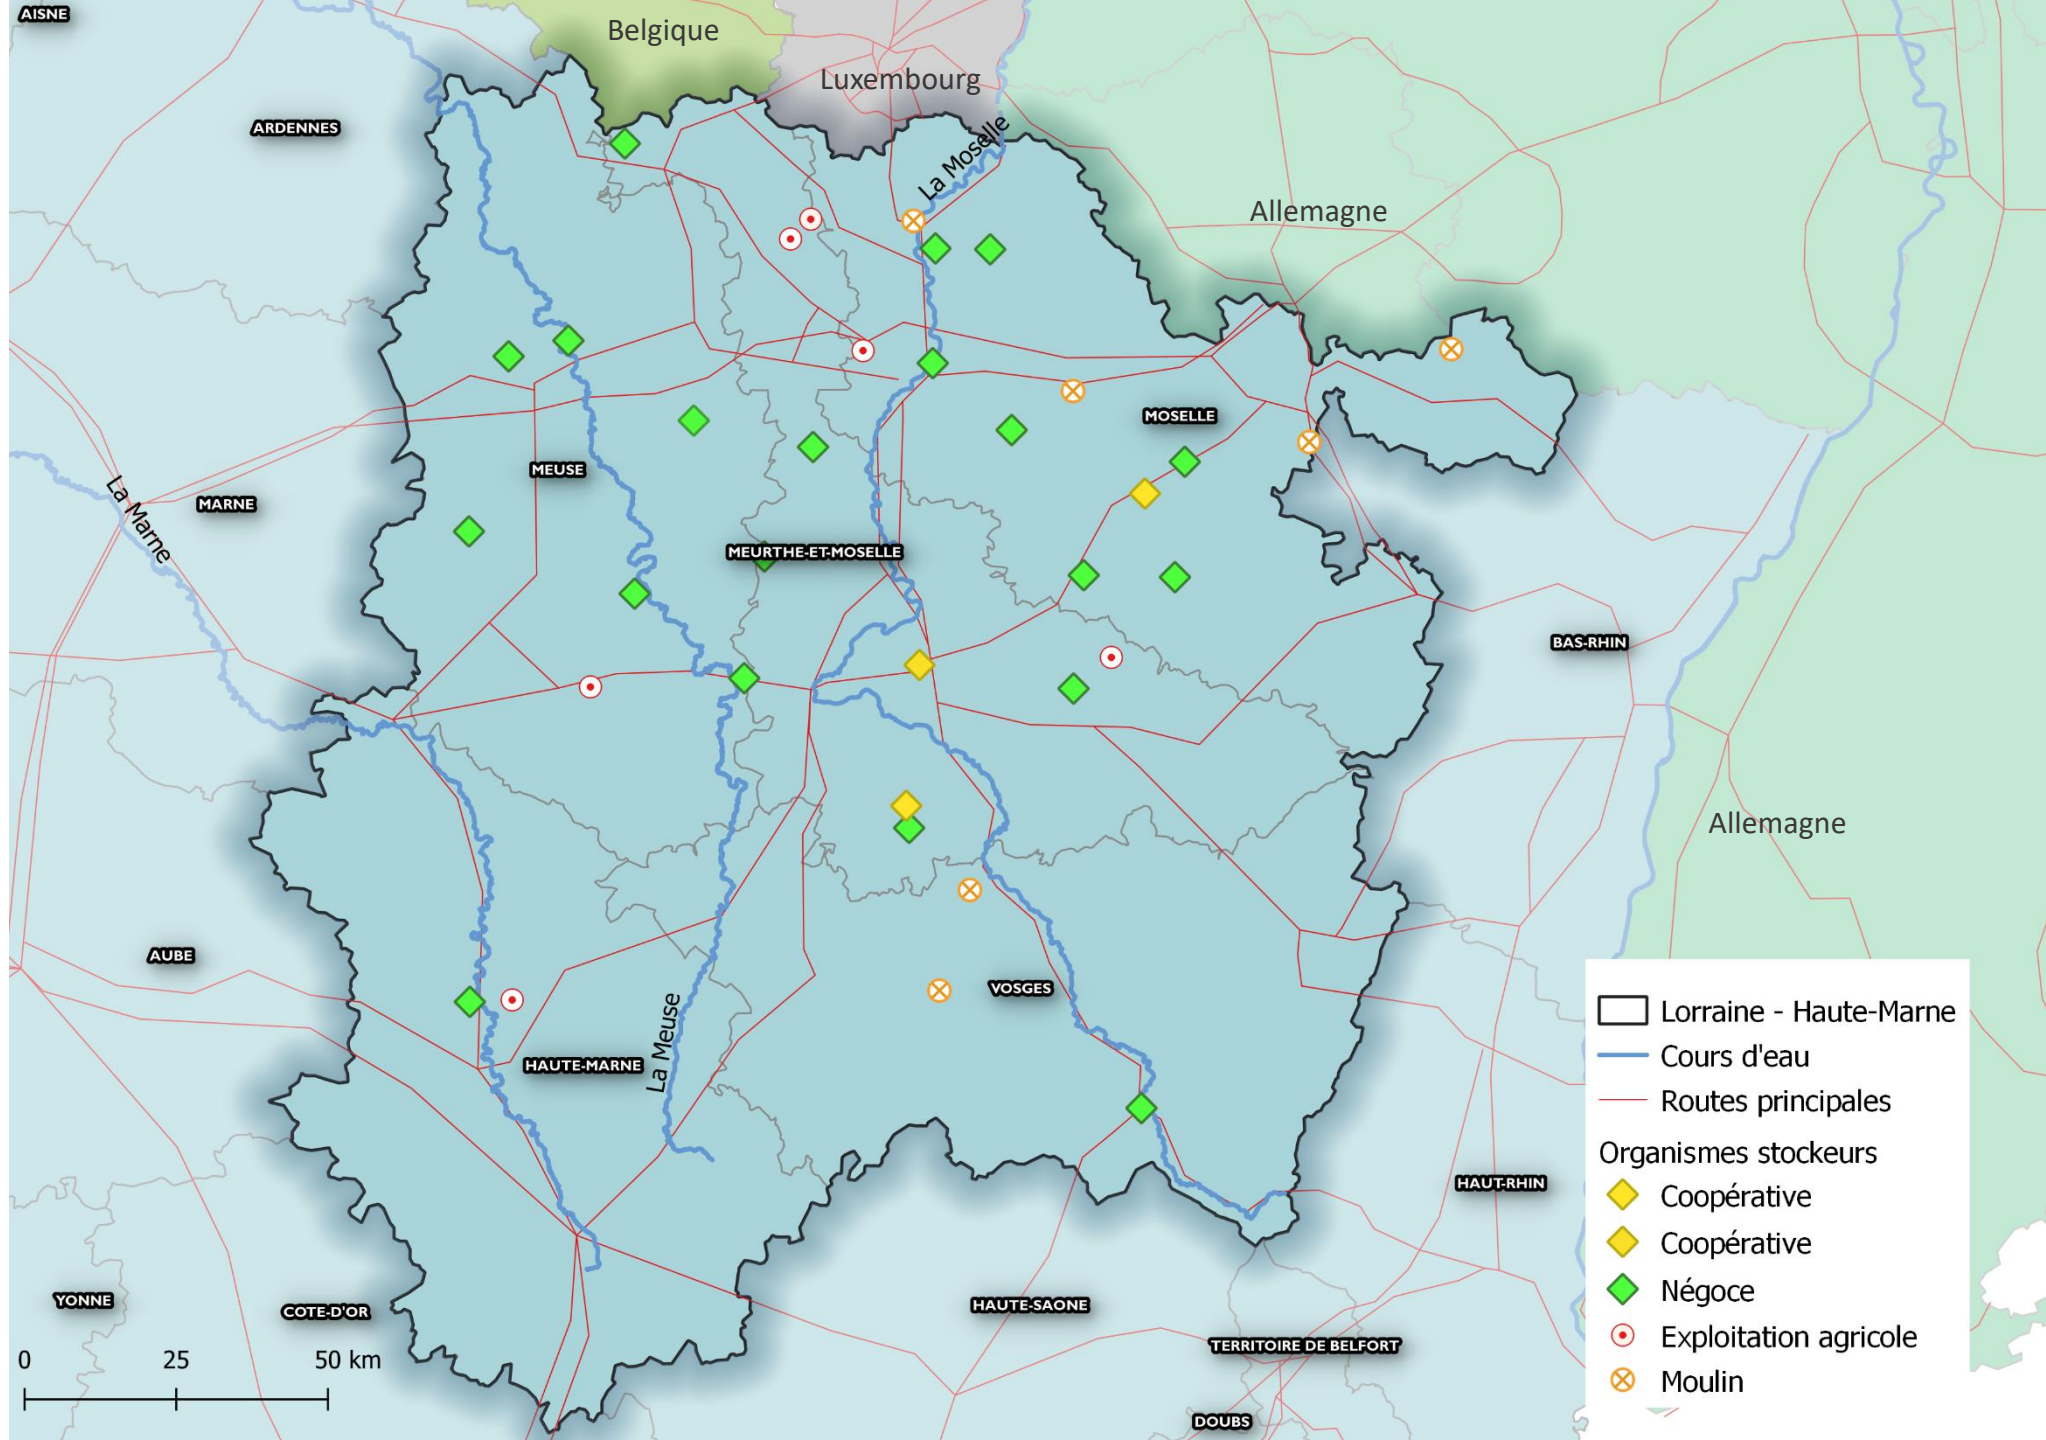 AISNE
Belgique
Luxembourg
ARDENNES
La Moselle
Allemagne
MOSELLE
MEUSE
MARNE
La Marne
MEURTHE-ET-MOSELLE
BAS-RHIN
Allemagne
AUBE
VOSGES
HAUTE-MARNE
La Meuse
HAUT-RHIN
YONNE
COTE-D'OR
HAUTE-SAONE
TERRITOIRE DE BELFORT
DOUBS
0 25 50 km
Lorraine - Haute-Marne
Cours d'eau
Routes principales
Organismes stockeurs
Coopérative
Coopérative
Négoce
Exploitation agricole
Moulin